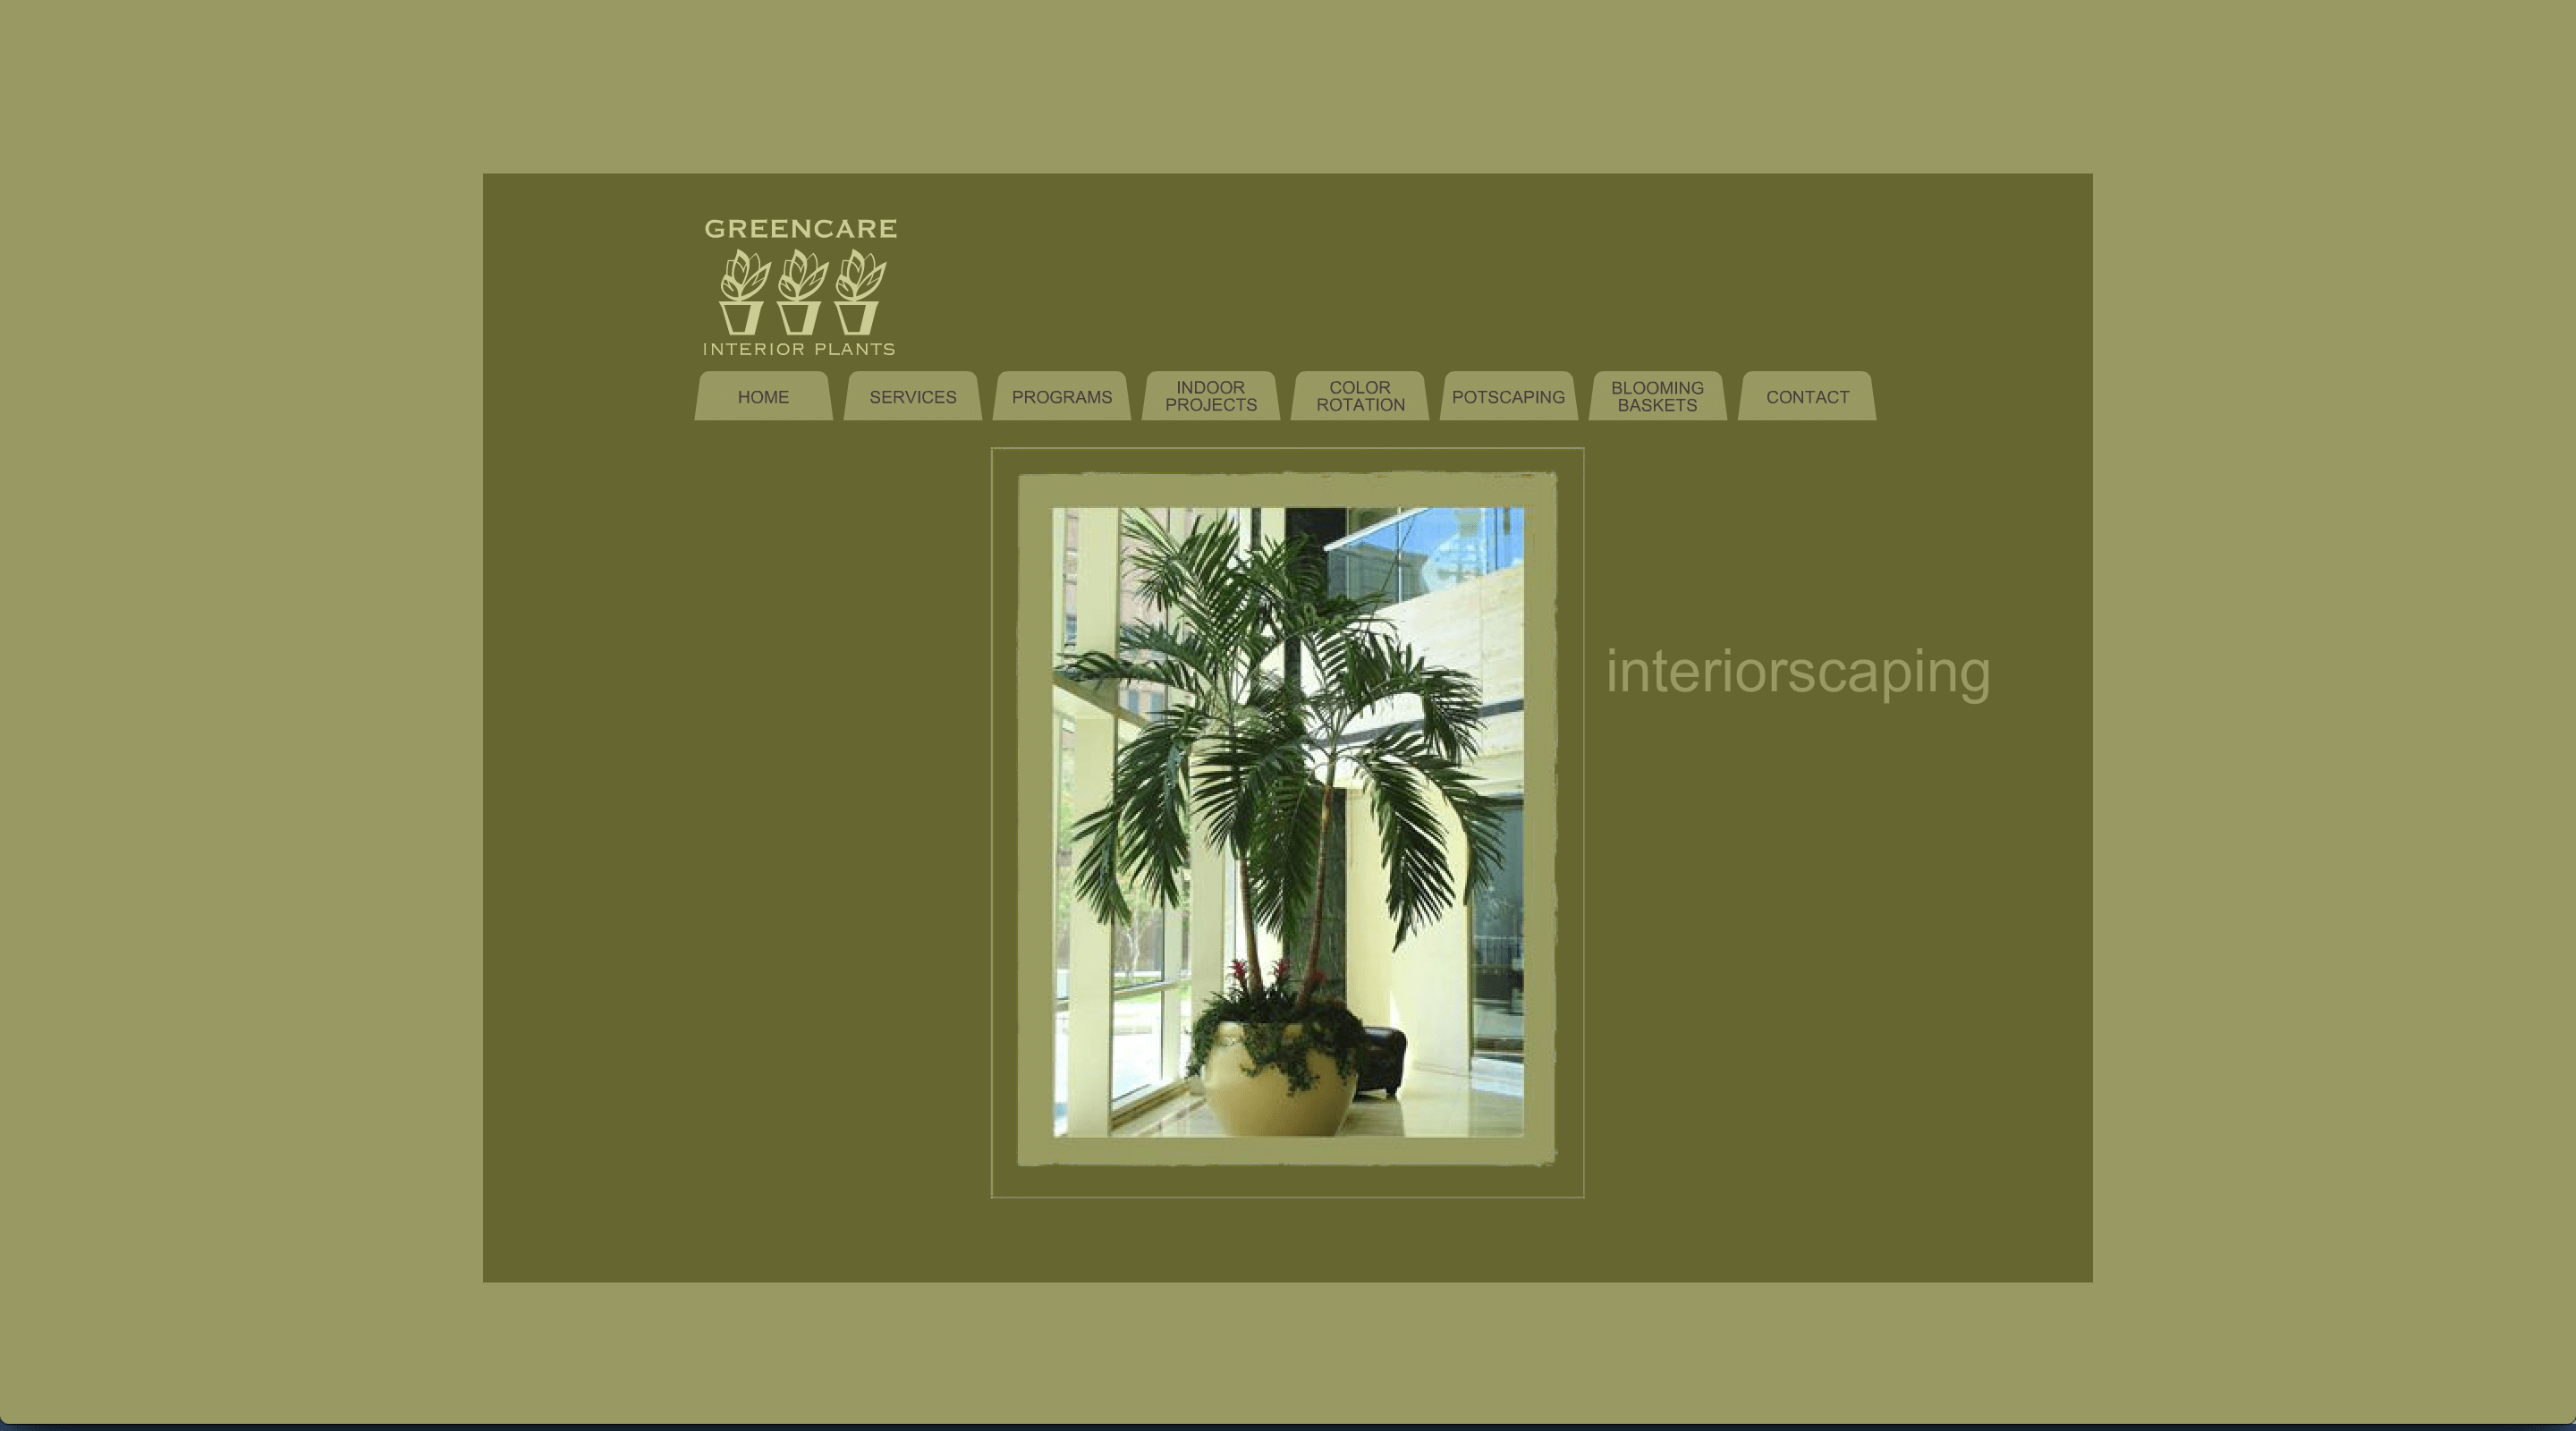 GREENCARE
INTERIOR PLANTS
HOME
SERVICES
PROGRAMS
INDOOR
PROJECTS
COLOR
ROTATION
POTSCAPING
BLOOMING
BASKETS
CONTACT
interiorscaping